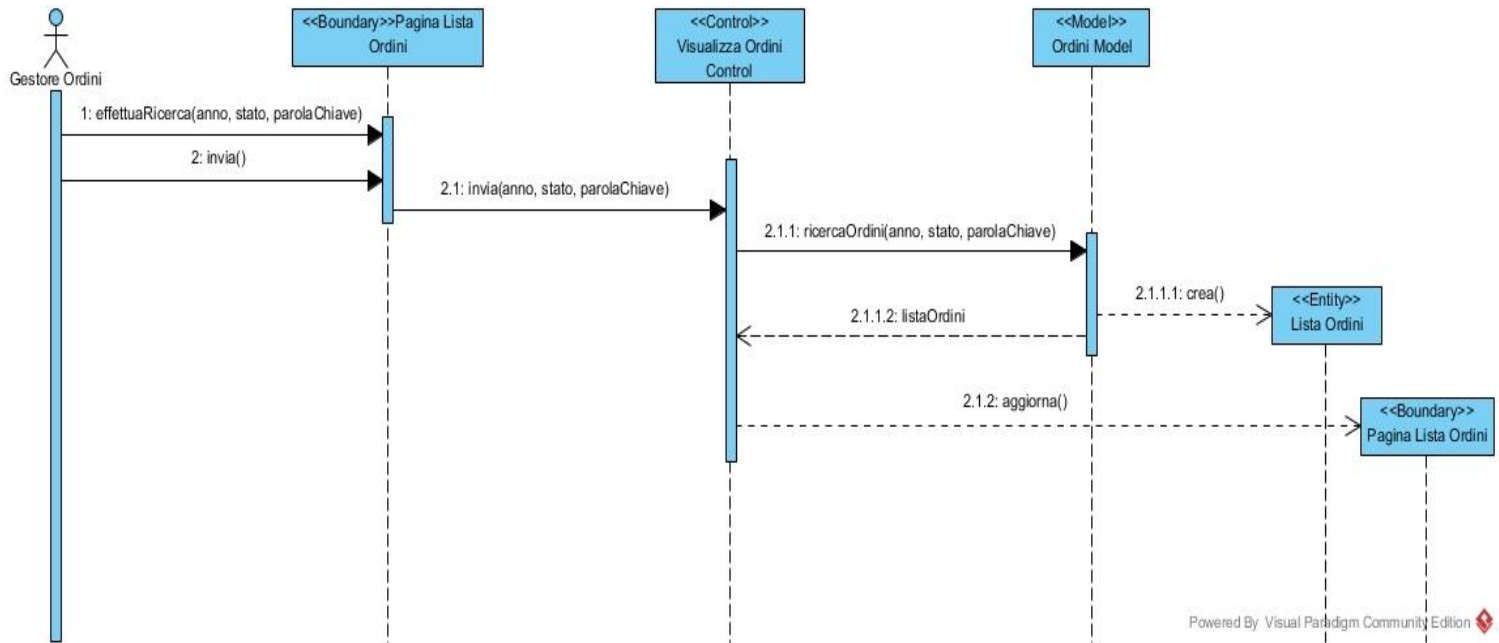 Gestore Ordini
<<Boundary>>Pagina Lista
Ordini
<<Control>>
Visualizza Ordini
Control
<<Model>>
Ordini Model
1: effettuaRicerca(anno, stato, parolaChiave)
2: invia()
2.1: invia(anno, stato, parolaChiave)
2.1.1: ricercaOrdini(anno, stato, parolaChiave)
2.1.1.1: crea()
<<Entity>>
Lista Ordini
2.1.1.2: listaOrdini
2.1.2: aggiorna()
<<Boundary>>
Pagina Lista Ordini
Powered By Visual Paradigm Community Edition